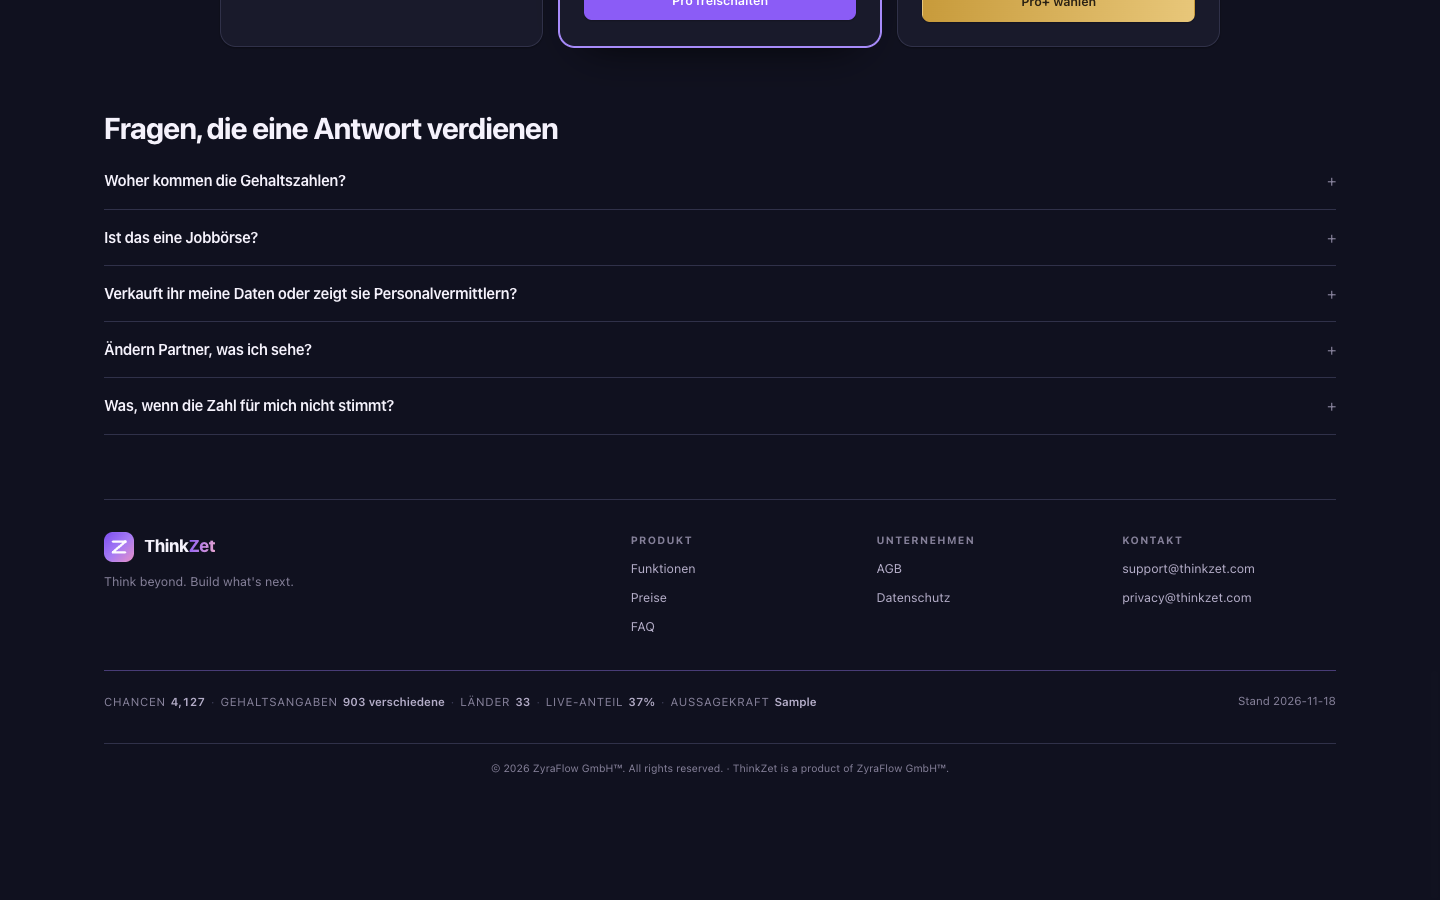 Pro freischalten
Pro+ wählen
Fragen, die eine Antwort verdienen
Woher kommen die Gehaltszahlen?
+
Ist das eine Jobbörse?
+
Verkauft ihr meine Daten oder zeigt sie Personalvermittlern?
+
Ändern Partner, was ich sehe?
+
Was, wenn die Zahl für mich nicht stimmt?
+
ThinkZet
Think beyond. Build what's next.
PRODUKT
Funktionen
Preise
FAQ
UNTERNEHMEN
AGB
Datenschutz
KONTAKT
support@thinkzet.com
privacy@thinkzet.com
CHANCEN 4,127 · GEHALTSANGABEN 903 verschiedene · LÄNDER 33 · LIVE-ANTEIL 37% · AUSSAGEKRAFT Sample
Stand 2026-11-18
© 2026 ZyraFlow GmbH™. All rights reserved. · ThinkZet is a product of ZyraFlow GmbH™.